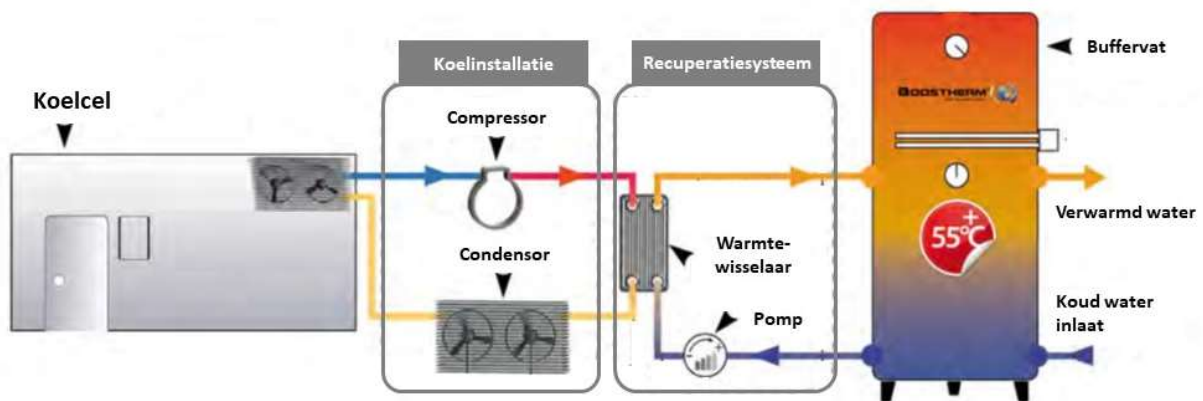 Koelcel
Koelinstallatie
Compressor
Condensor
Recuperatiesysteem
Warmte-
wisselaar
Pomp
Buffervat
BOOSTHERM
55°C
+
Verwarmd water
Koud water
inlaat